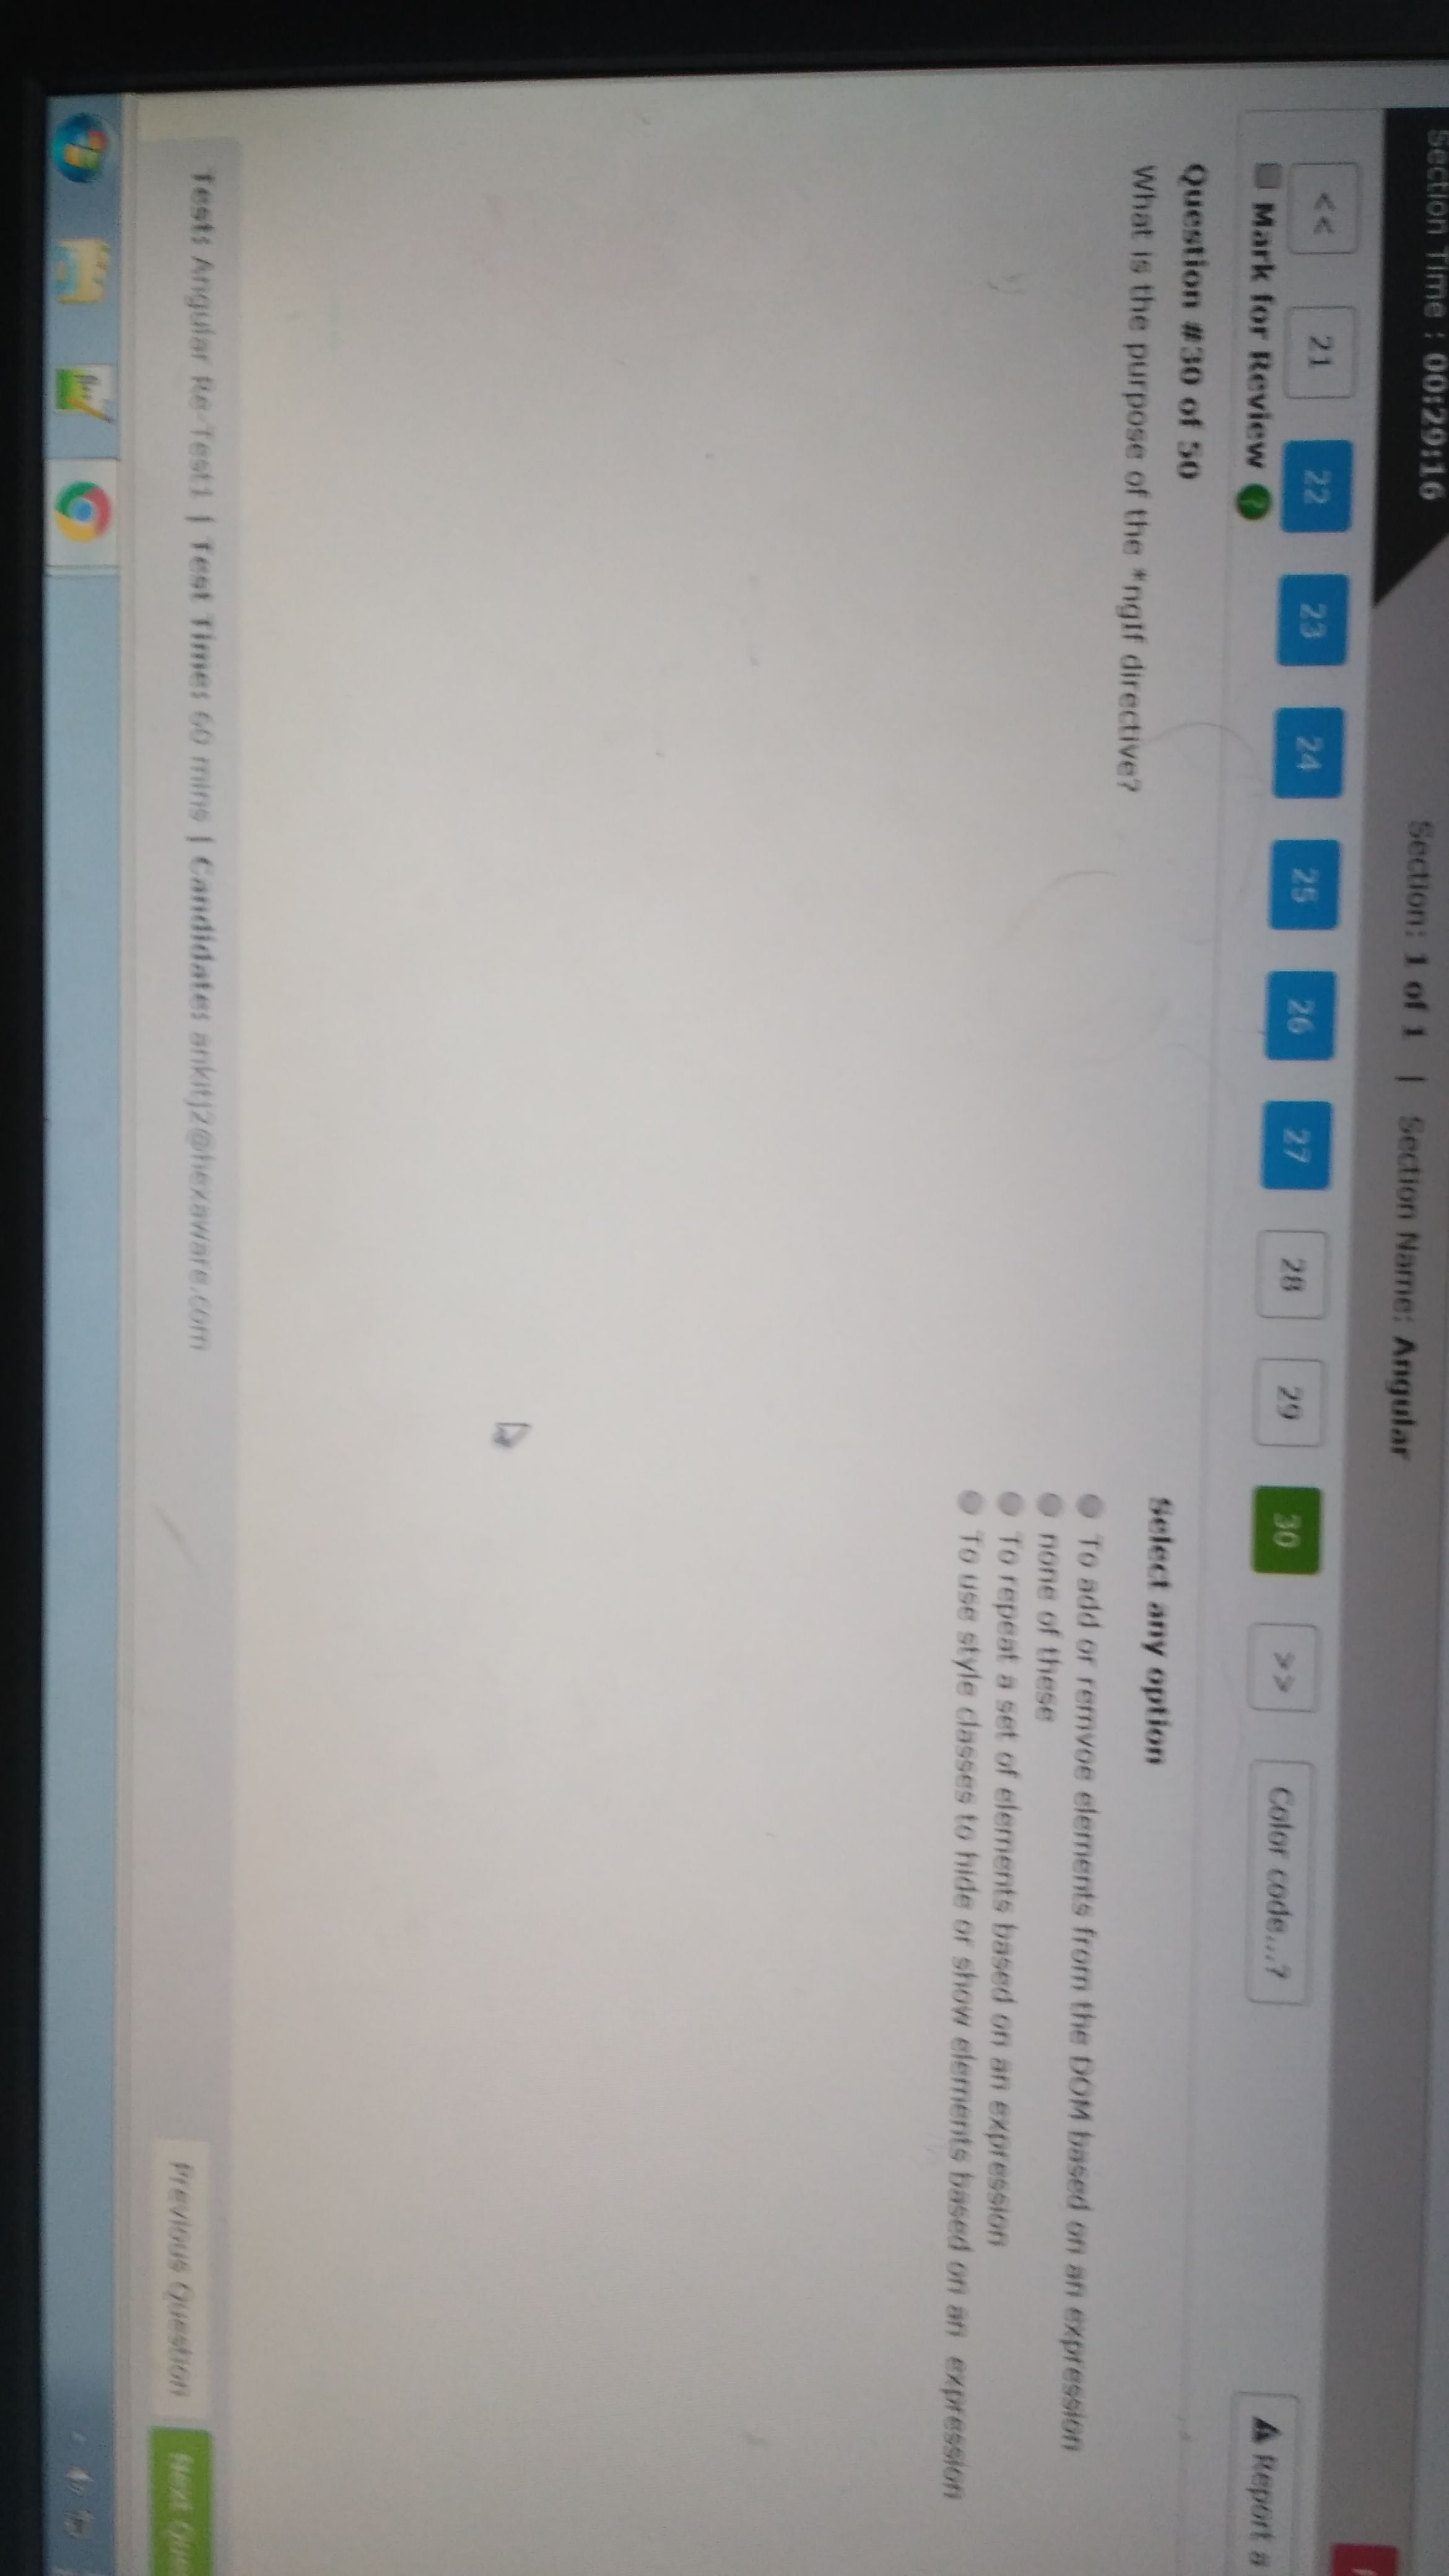 Section Time : 00:29:16
Section: 1 of 1 | Section Name: Angular
<< 21 22 23 24 25 26 27 28 29 30 >> Color code...?
Mark for Review ?
Report a
Question #30 of 50
What is the purpose of the *ngIf directive?
Select any option
To add or remvoe elements from the DOM based on an expression
none of these
To repeat a set of elements based on an expression
To use style classes to hide or show elements based on an expression
Test: Angular Re-Test1 | Test Time: 60 mins | Candidate: ankitj2@hexaware.com
Previous Question
Next Ques